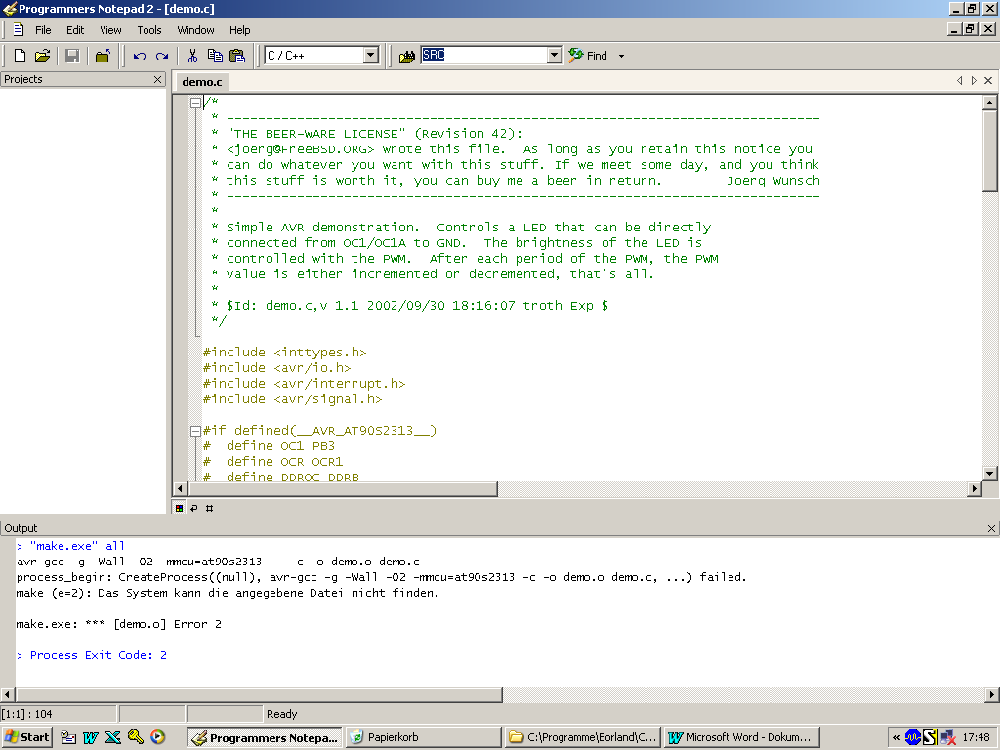 Programmers Notepad 2 - [demo.c]
File Edit View Tools Window Help
C / C++ SRC Find
Projects
demo.c
/*
* ----------------------------------------------------------------------------
* "THE BEER-WARE LICENSE" (Revision 42):
* <joerg@FreeBSD.ORG> wrote this file.  As long as you retain this notice you
* can do whatever you want with this stuff. If we meet some day, and you think
* this stuff is worth it, you can buy me a beer in return.        Joerg Wunsch
* ----------------------------------------------------------------------------
*
* Simple AVR demonstration.  Controls a LED that can be directly
* connected from OC1/OC1A to GND.  The brightness of the LED is
* controlled with the PWM.  After each period of the PWM, the PWM
* value is either incremented or decremented, that's all.
*
* $Id: demo.c,v 1.1 2002/09/30 18:16:07 troth Exp $
*/
#include <inttypes.h>
#include <avr/io.h>
#include <avr/interrupt.h>
#include <avr/signal.h>
#if defined(__AVR_AT90S2313__)
#  define OC1 PB3
#  define OCR OCR1
#  define DDROC DDRB
Output
> "make.exe" all
avr-gcc -g -Wall -O2 -mmcu=at90s2313    -c -o demo.o demo.c
process_begin: CreateProcess((null), avr-gcc -g -Wall -O2 -mmcu=at90s2313 -c -o demo.o demo.c, ...) failed.
make (e=2): Das System kann die angegebene Datei nicht finden.
make.exe: *** [demo.o] Error 2
> Process Exit Code: 2
[1:1] : 104 Ready
Start Programmers Notepa... Papierkorb C:\Programme\Borland\C... Microsoft Word - Dokum... « 17:48